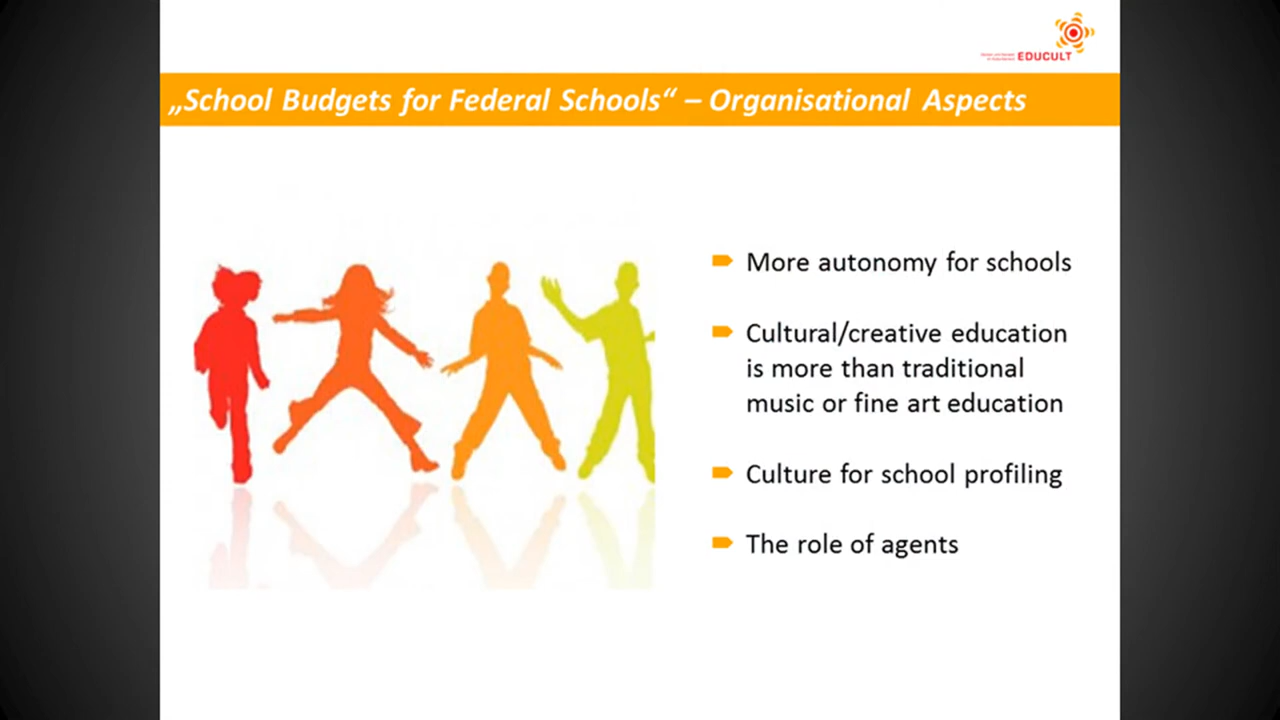 EDUCULT
„School Budgets for Federal Schools“ – Organisational Aspects
More autonomy for schools
Cultural/creative education
is more than traditional
music or fine art education
Culture for school profiling
The role of agents